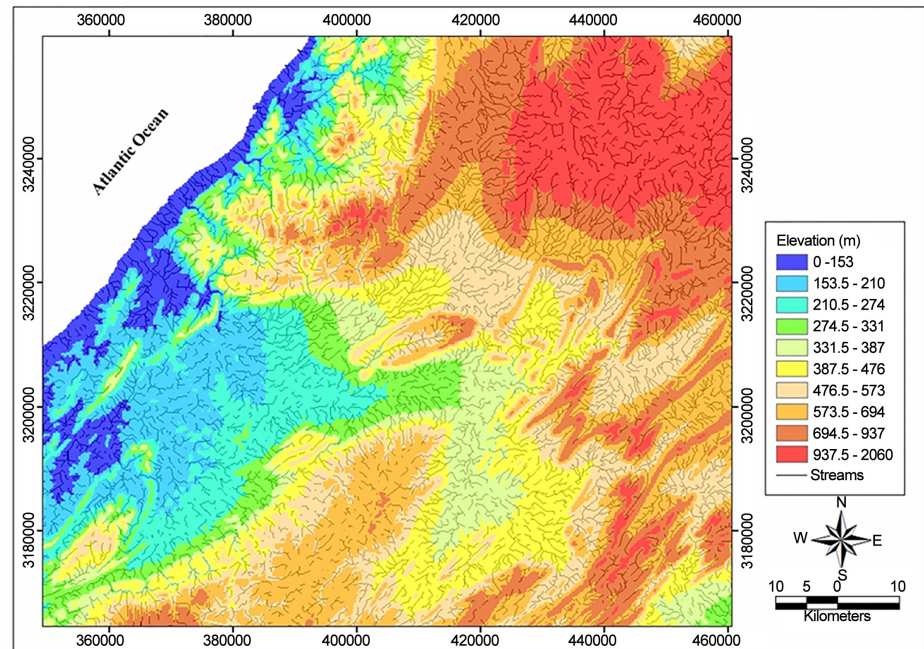 360000 380000 400000 420000 440000 460000
3240000
3220000
3200000
3180000
Atlantic Ocean
3240000
3220000
3200000
3180000
360000 380000 400000 420000 440000 460000
Elevation (m)
0 -153
153.5 - 210
210.5 - 274
274.5 - 331
331.5 - 387
387.5 - 476
476.5 - 573
573.5 - 694
694.5 - 937
937.5 - 2060
Streams
N
W E
S
10 5 0 10
Kilometers